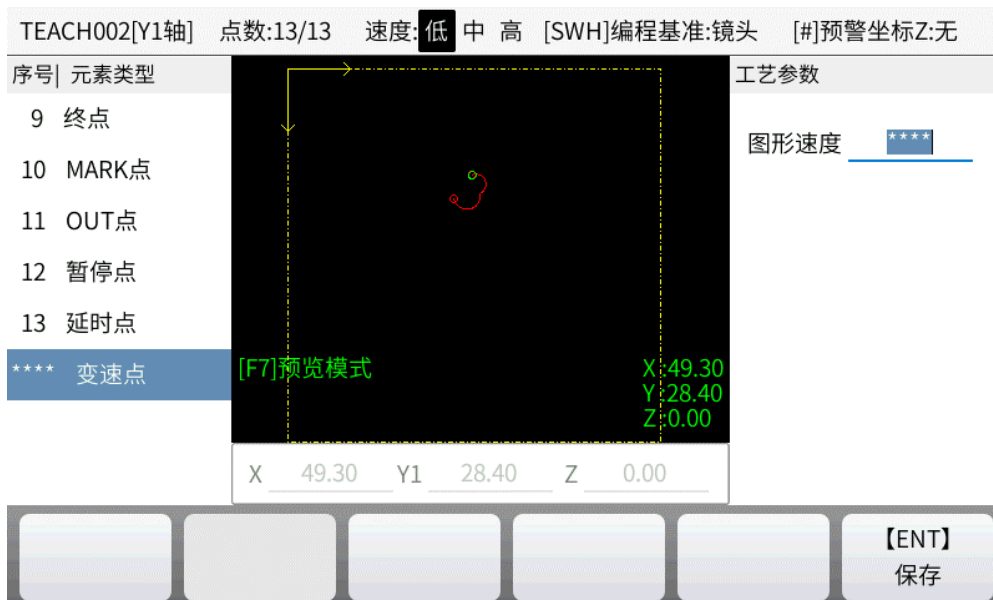 TEACH002[Y1轴] 点数:13/13 速度: 低 中 高 [SWH]编程基准:镜头 [#]预警坐标Z:无
序号| 元素类型
9 终点
10 MARK点
11 OUT点
12 暂停点
13 延时点
**** 变速点
[F7]预览模式
X:49.30
Y:28.40
Z:0.00
X 49.30 Y1 28.40 Z 0.00
工艺参数
图形速度 ****
【ENT】
保存